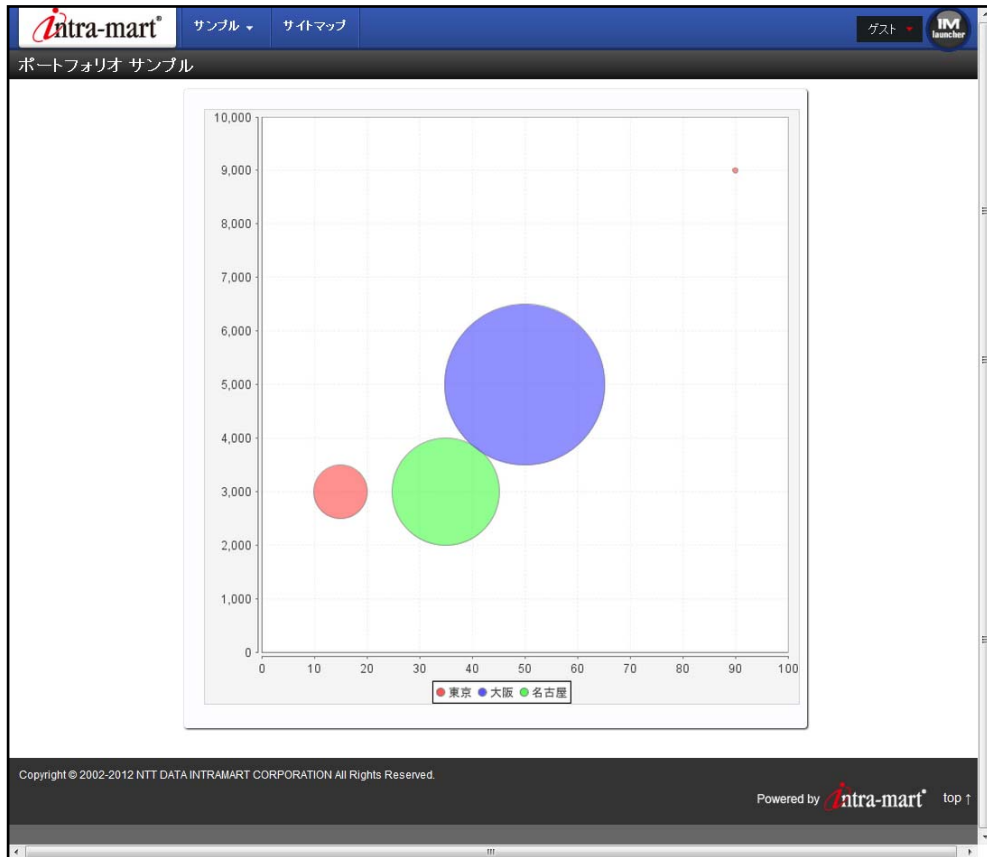 intra-mart® サンプル サイトマップ ゲスト IM launcher
ポートフォリオ サンプル
10,000
9,000
8,000
7,000
6,000
5,000
4,000
3,000
2,000
1,000
0
0 10 20 30 40 50 60 70 80 90 100
東京 大阪 名古屋
Copyright © 2002-2012 NTT DATA INTRAMART CORPORATION All Rights Reserved.
Powered by intra-mart® top ↑